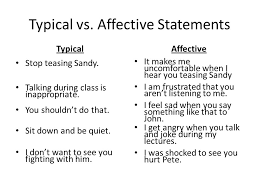 Typical vs. Affective Statements
Typical
• Stop teasing Sandy.
• Talking during class is
inappropriate.
• You shouldn't do that.
• Sit down and be quiet.
• I don't want to see you
fighting with him.
Affective
• It makes me
uncomfortable when I
hear you teasing Sandy
• I am frustrated that you
aren't listening to me.
• I feel sad when you say
something like that to
John.
• I get angry when you talk
and joke during my
lectures.
• I was shocked to see you
hurt Pete.